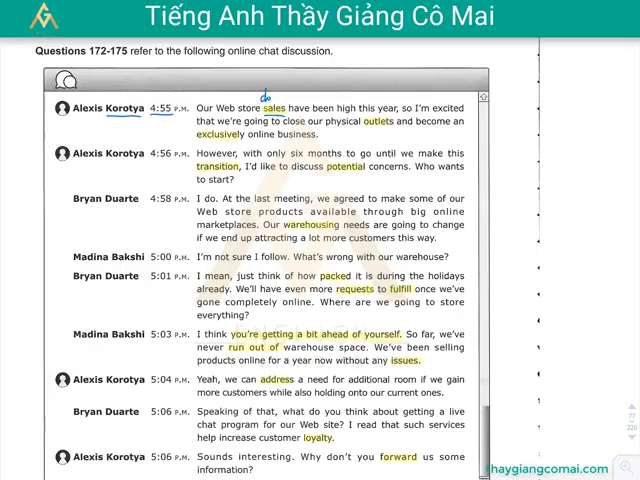 Tiếng Anh Thầy Giảng Cô Mai
Questions 172-175 refer to the following online chat discussion.
Alexis Korotya 4:55 P.M. Our Web store sales have been high this year, so I'm excited
that we're going to close our physical outlets and become an
exclusively online business.
Alexis Korotya 4:56 P.M. However, with only six months to go until we make this
transition, I'd like to discuss potential concerns. Who wants
to start?
Bryan Duarte 4:58 P.M. I do. At the last meeting, we agreed to make some of our
Web store products available through big online
marketplaces. Our warehousing needs are going to change
if we end up attracting a lot more customers this way.
Madina Bakshi 5:00 P.M. I'm not sure I follow. What's wrong with our warehouse?
Bryan Duarte 5:01 P.M. I mean, just think of how packed it is during the holidays
already. We'll have even more requests to fulfill once we've
gone completely online. Where are we going to store
everything?
Madina Bakshi 5:03 P.M. I think you're getting a bit ahead of yourself. So far, we've
never run out of warehouse space. We've been selling
products online for a year now without any issues.
Alexis Korotya 5:04 P.M. Yeah, we can address a need for additional room if we gain
more customers while also holding onto our current ones.
Bryan Duarte 5:06 P.M. Speaking of that, what do you think about getting a live
chat program for our Web site? I read that such services
help increase customer loyalty.
Alexis Korotya 5:06 P.M. Sounds interesting. Why don't you forward us some
information?
77
220
thaygiangcomai.com